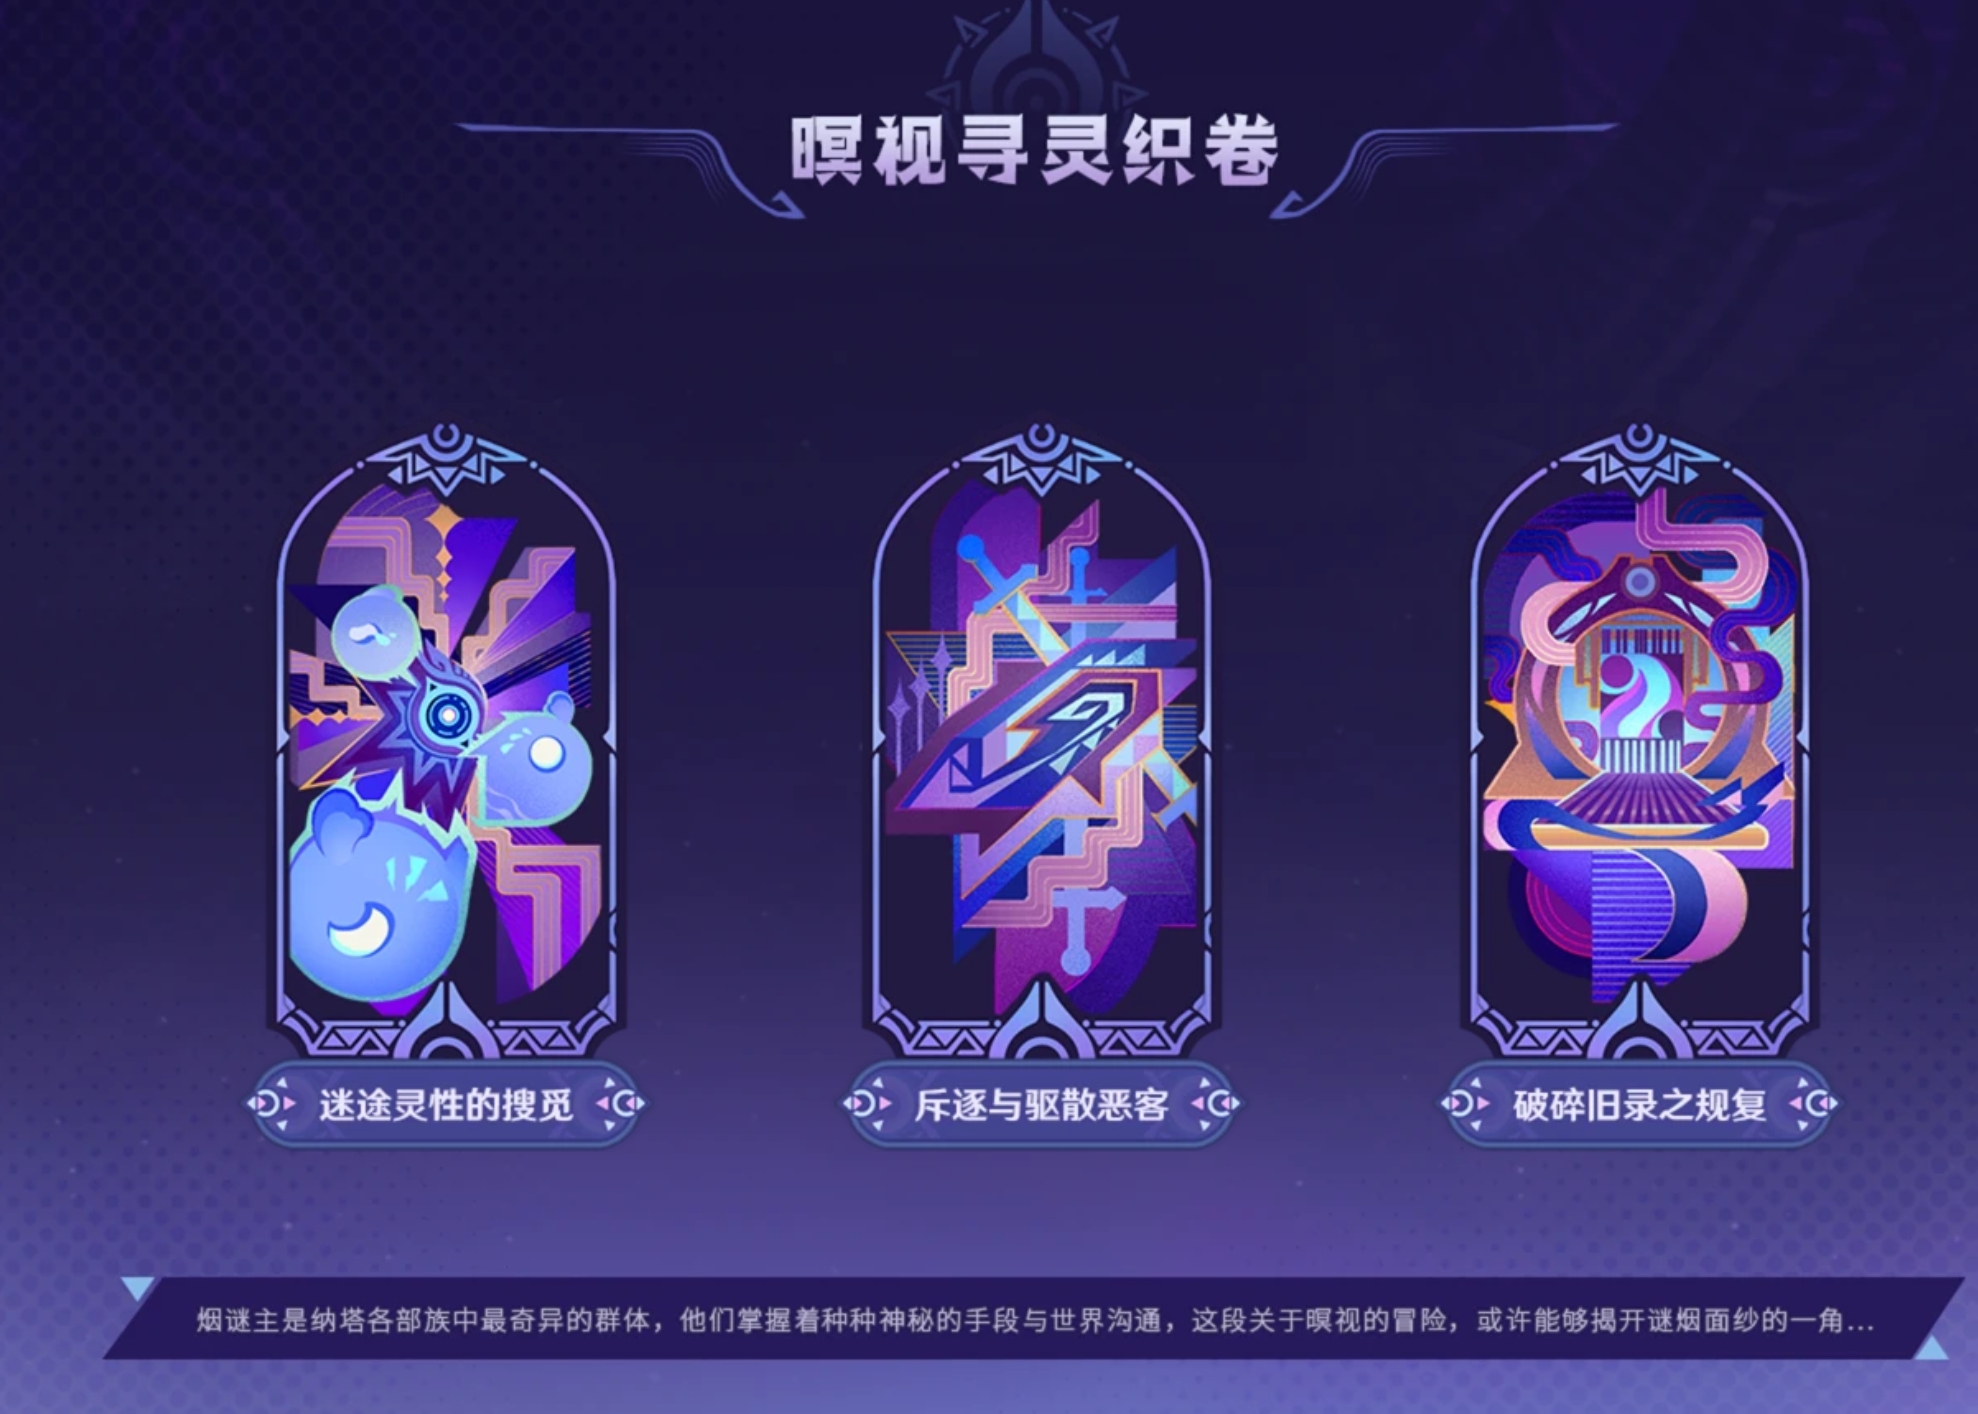 暝视寻灵织卷
迷途灵性的搜觅
斥逐与驱散恶客
破碎旧录之规复
烟谜主是纳塔各部族中最奇异的群体，他们掌握着种种神秘的手段与世界沟通，这段关于暝视的冒险，或许能够揭开谜烟面纱的一角...